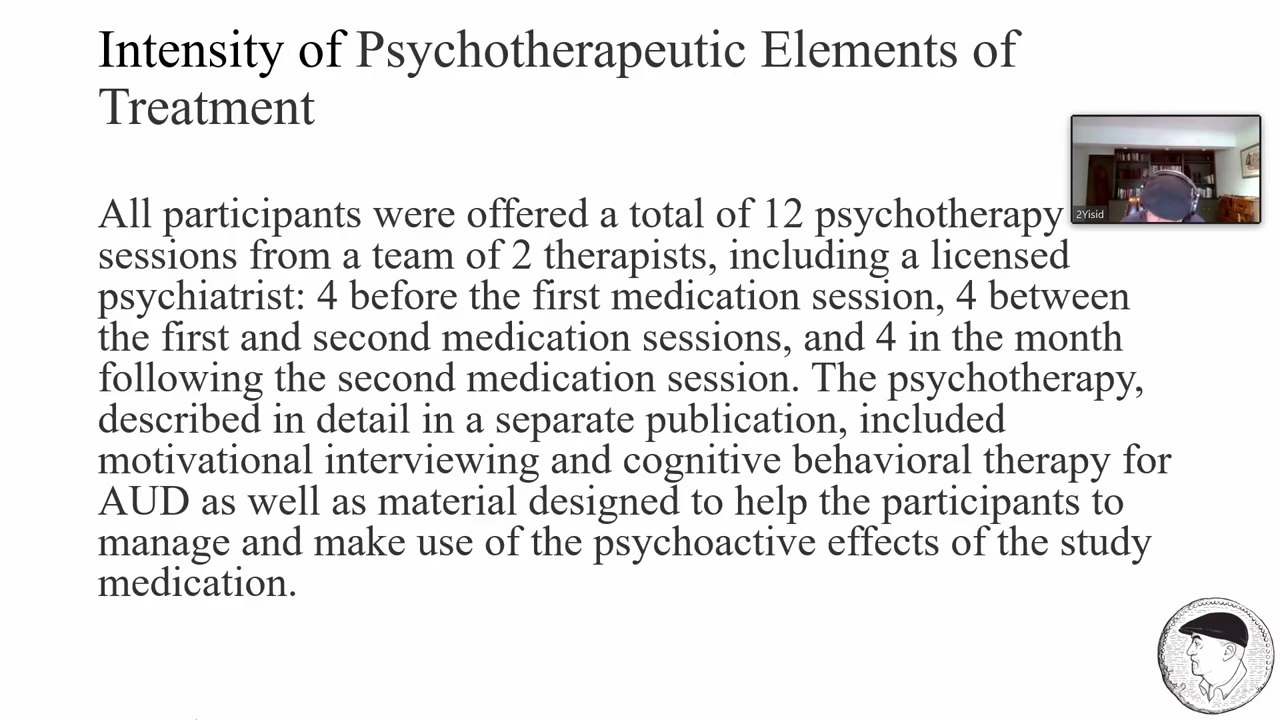 Intensity of Psychotherapeutic Elements of
Treatment
2Yisid
All participants were offered a total of 12 psychotherapy
sessions from a team of 2 therapists, including a licensed
psychiatrist: 4 before the first medication session, 4 between
the first and second medication sessions, and 4 in the month
following the second medication session. The psychotherapy,
described in detail in a separate publication, included
motivational interviewing and cognitive behavioral therapy for
AUD as well as material designed to help the participants to
manage and make use of the psychoactive effects of the study
medication.